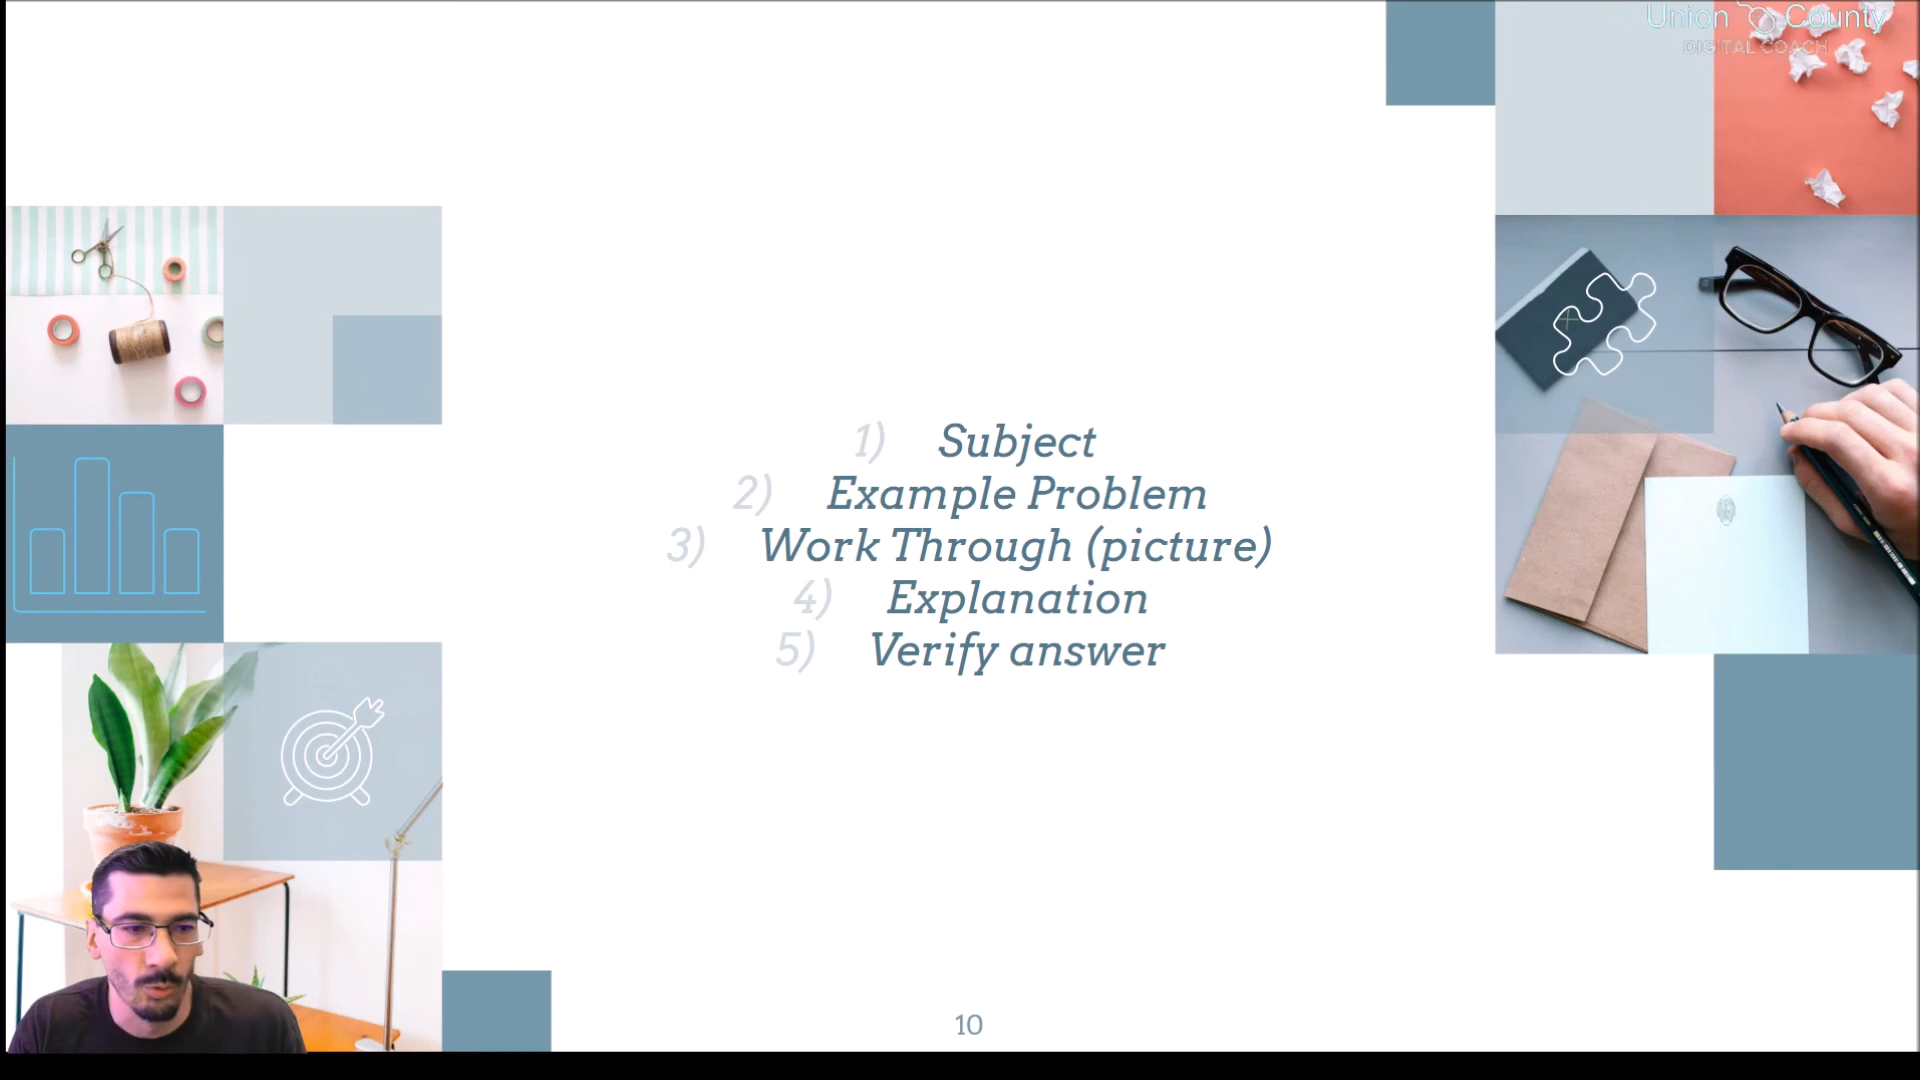 Union County
DIGITAL COACH
1) Subject
2) Example Problem
3) Work Through (picture)
4) Explanation
5) Verify answer
10